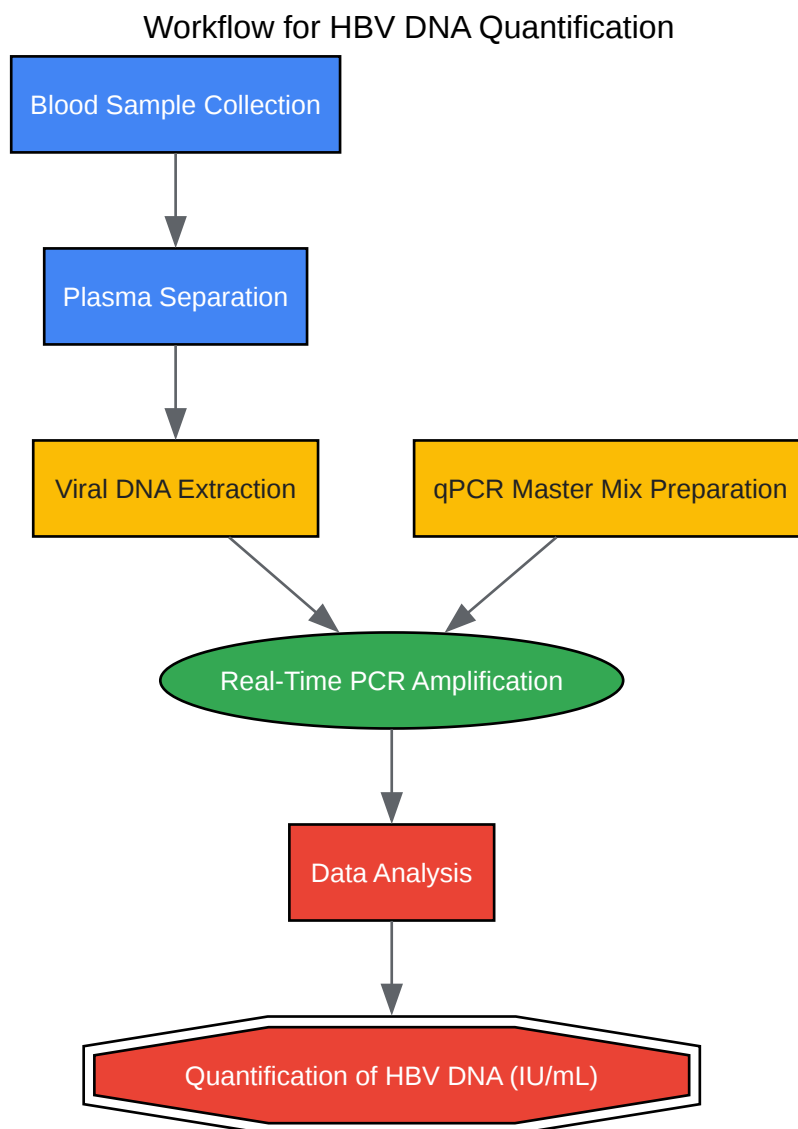 Workflow for HBV DNA Quantification
Blood Sample Collection
Plasma Separation
Viral DNA Extraction
qPCR Master Mix Preparation
Real-Time PCR Amplification
Data Analysis
Quantification of HBV DNA (IU/mL)